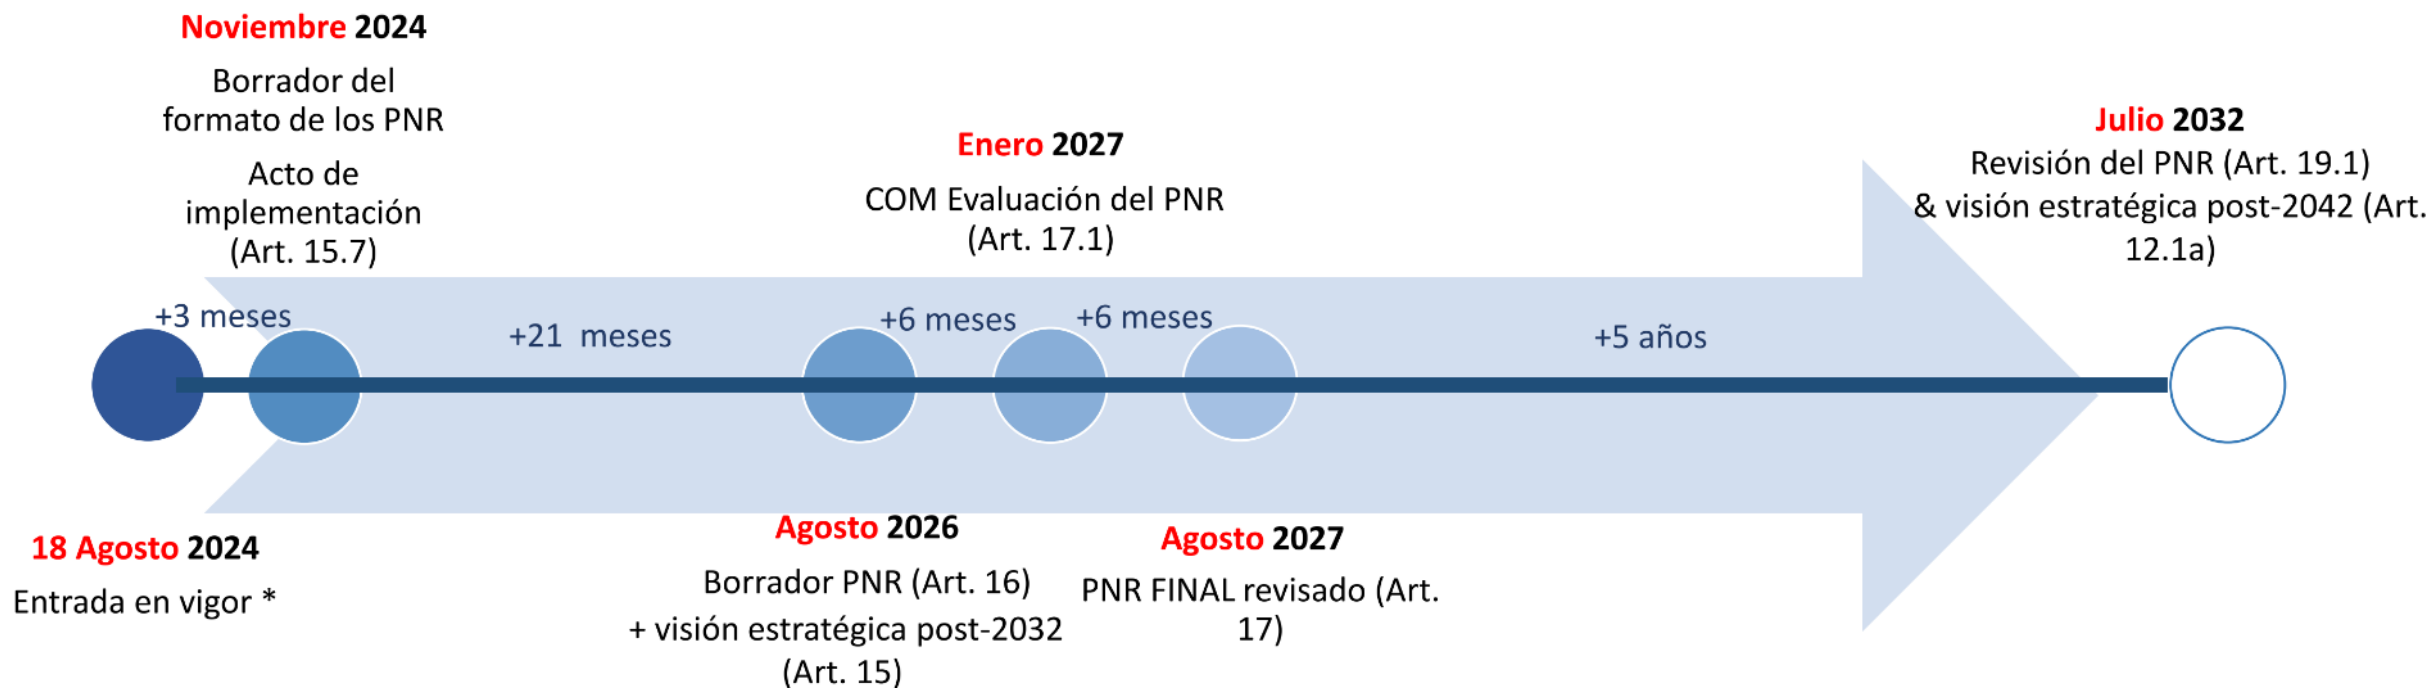 Noviembre 2024
Borrador del
formato de los PNR
Acto de
implementación
(Art. 15.7)
Enero 2027
COM Evaluación del PNR
(Art. 17.1)
Julio 2032
Revisión del PNR (Art. 19.1)
& visión estratégica post-2042 (Art.
12.1a)
+3 meses
+21 meses
+6 meses
+6 meses
+5 años
18 Agosto 2024
Entrada en vigor *
Agosto 2026
Borrador PNR (Art. 16)
+ visión estratégica post-2032
(Art. 15)
Agosto 2027
PNR FINAL revisado (Art.
17)